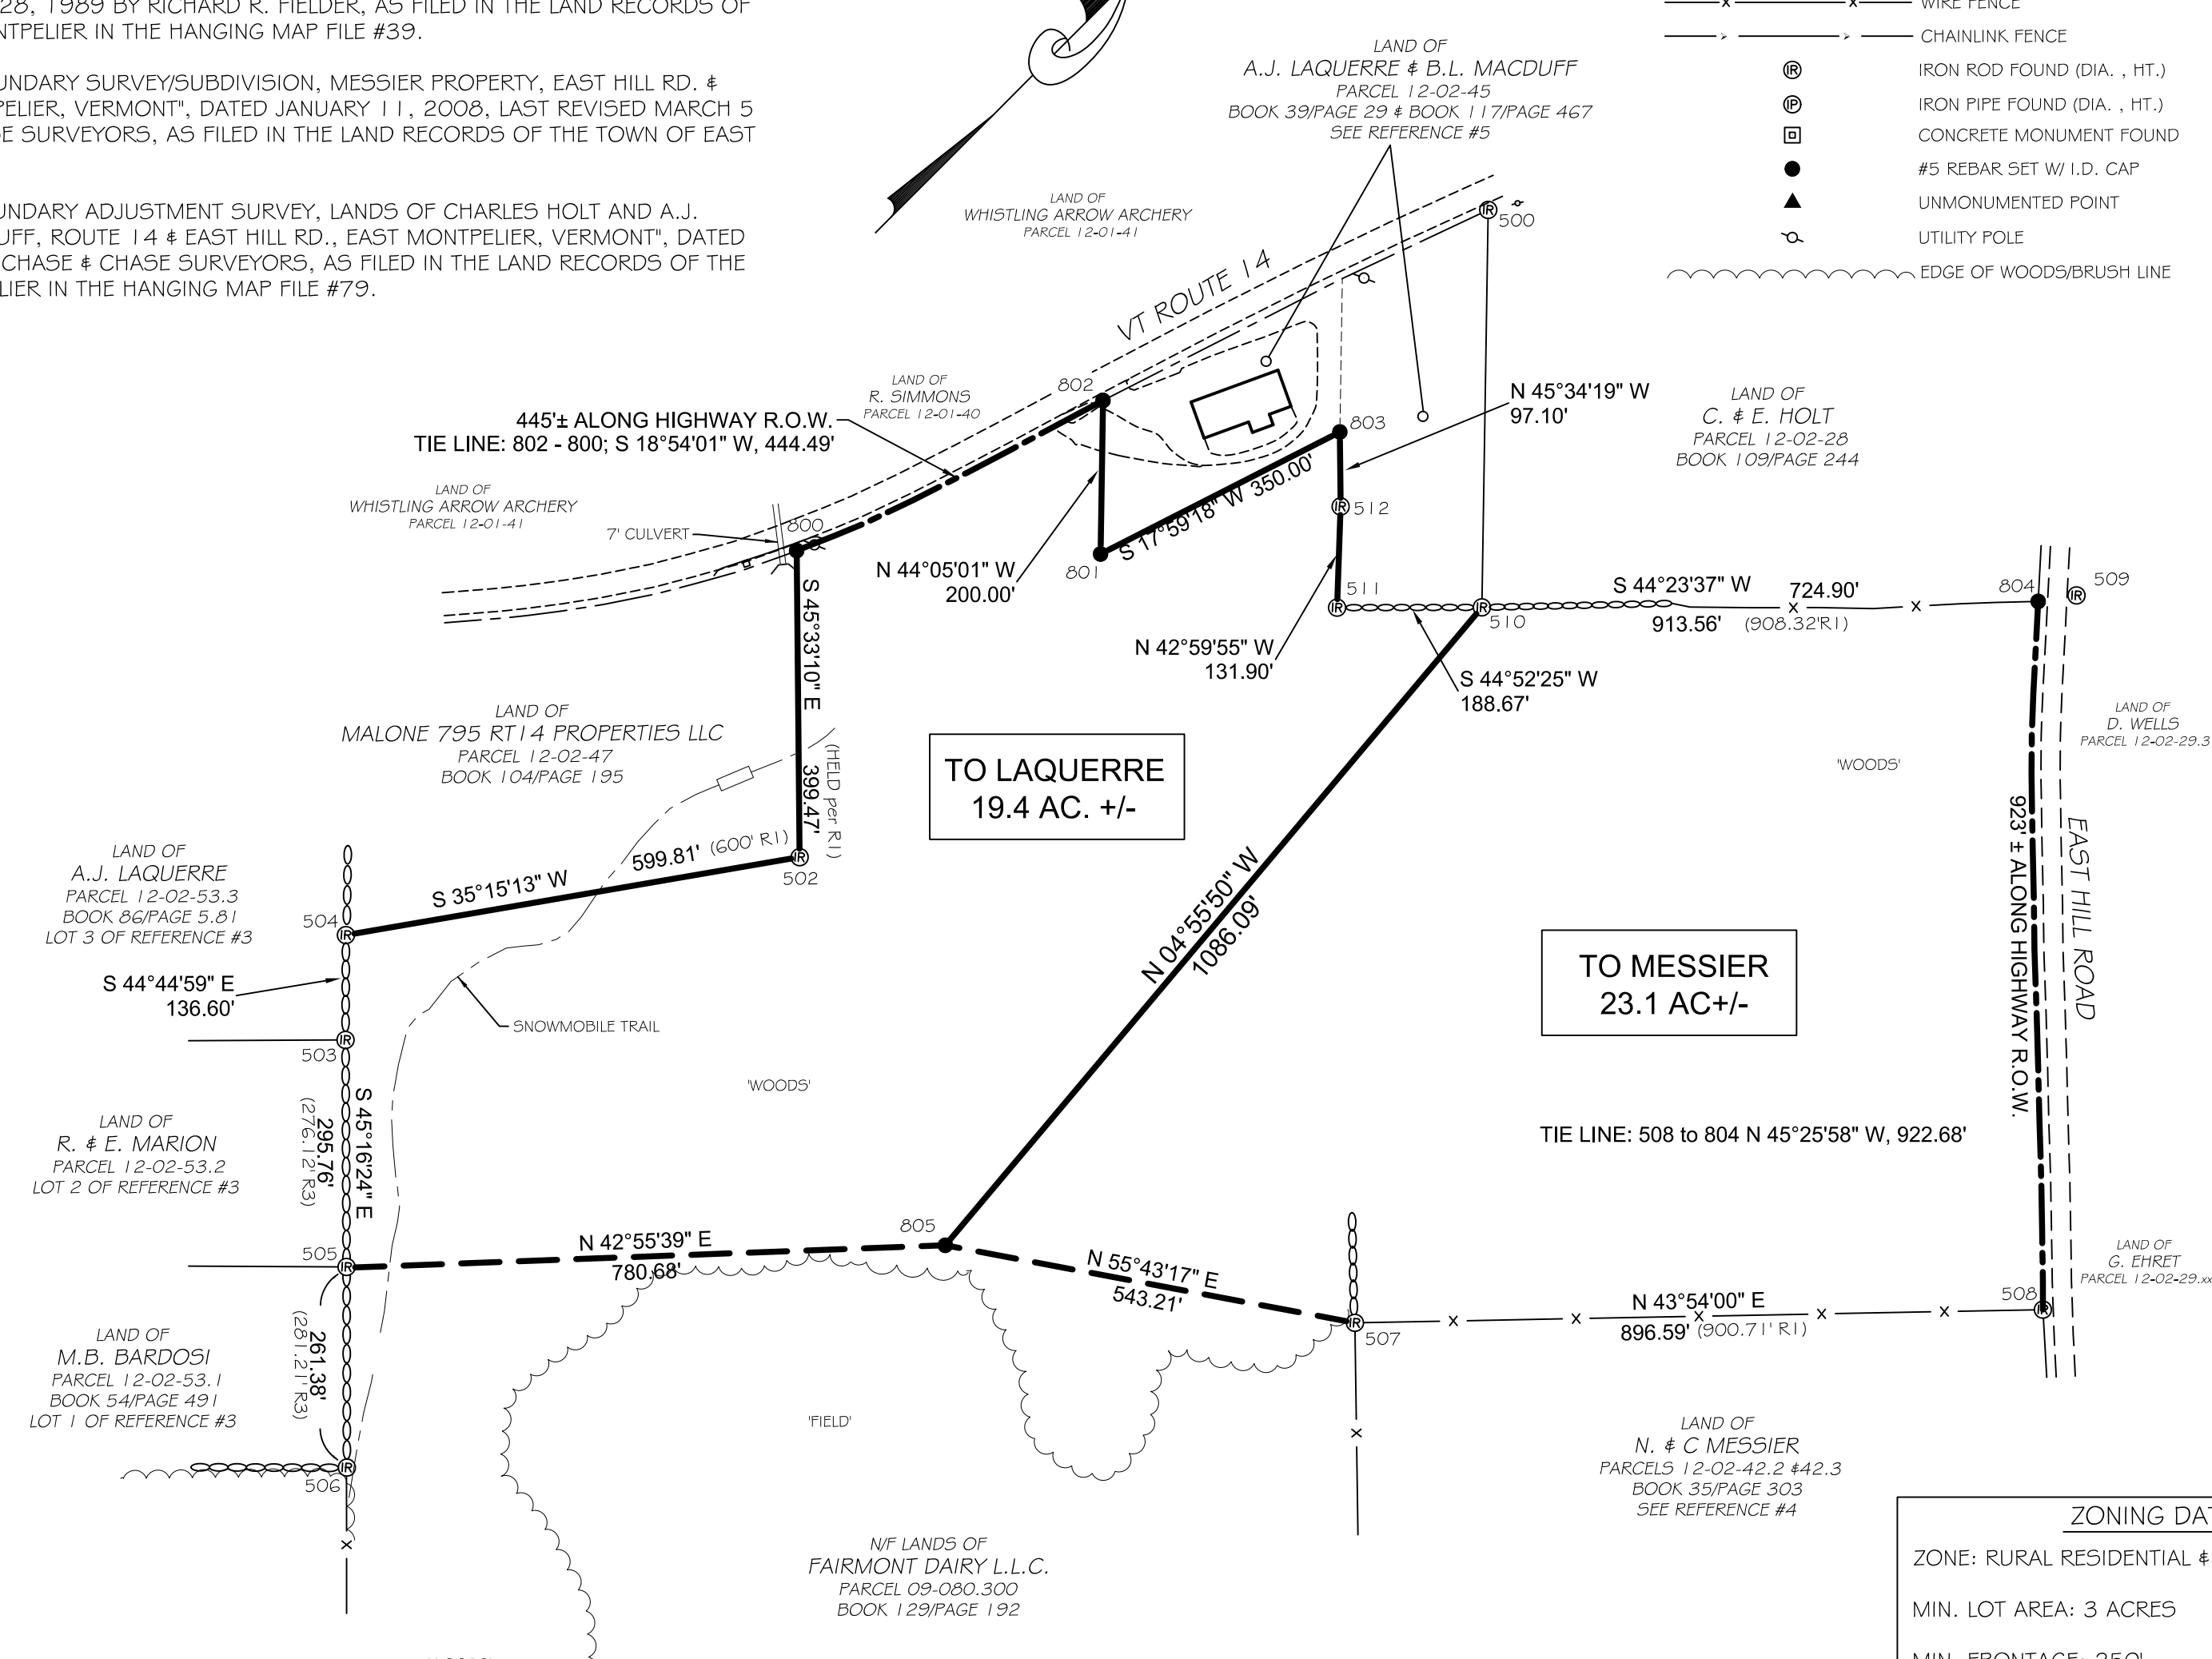 28, 1989 BY RICHARD R. FIELDER, AS FILED IN THE LAND RECORDS OF
NTPELIER IN THE HANGING MAP FILE #39.
UNDARY SURVEY/SUBDIVISION, MESSIER PROPERTY, EAST HILL RD. &
PELIER, VERMONT", DATED JANUARY 11, 2008, LAST REVISED MARCH 5
SE SURVEYORS, AS FILED IN THE LAND RECORDS OF THE TOWN OF EAST
UNDARY ADJUSTMENT SURVEY, LANDS OF CHARLES HOLT AND A.J.
UFF, ROUTE 14 & EAST HILL RD., EAST MONTPELIER, VERMONT", DATED
CHASE & CHASE SURVEYORS, AS FILED IN THE LAND RECORDS OF THE
LIER IN THE HANGING MAP FILE #79.
WIRE FENCE
CHAINLINK FENCE
IR IRON ROD FOUND (DIA. , HT.)
IP IRON PIPE FOUND (DIA. , HT.)
CONCRETE MONUMENT FOUND
#5 REBAR SET W/ I.D. CAP
UNMONUMENTED POINT
UTILITY POLE
EDGE OF WOODS/BRUSH LINE
LAND OF
A.J. LAQUERRE & B.L. MACDUFF
PARCEL 12-02-45
BOOK 39/PAGE 29 & BOOK 117/PAGE 467
SEE REFERENCE #5
LAND OF
WHISTLING ARROW ARCHERY
PARCEL 12-01-41
IR
500
VT ROUTE 14
LAND OF
R. SIMMONS
PARCEL 12-01-40
802
445'± ALONG HIGHWAY R.O.W.
TIE LINE: 802 - 800; S 18°54'01" W, 444.49'
N 45°34'19" W
97.10'
803
LAND OF
C. & E. HOLT
PARCEL 12-02-28
BOOK 109/PAGE 244
LAND OF
WHISTLING ARROW ARCHERY
PARCEL 12-01-41
7' CULVERT
800
S 17°59'18" W 350.00'
IR 512
N 44°05'01" W
200.00'
801
IR 511
IR 510
S 44°23'37" W 724.90'
913.56' (908.32'R1)
804
IR 509
N 42°59'55" W
131.90'
S 44°52'25" W
188.67'
S 45°33'10" E
399.47'
(HELD per R1)
LAND OF
MALONE 795 RT14 PROPERTIES LLC
PARCEL 12-02-47
BOOK 104/PAGE 195
TO LAQUERRE
19.4 AC. +/-
LAND OF
D. WELLS
PARCEL 12-02-29.3
'WOODS'
EAST HILL ROAD
923' ± ALONG HIGHWAY R.O.W.
LAND OF
A.J. LAQUERRE
PARCEL 12-02-53.3
BOOK 86/PAGE 5.81
LOT 3 OF REFERENCE #3
S 35°15'13" W 599.81' (600' R1)
IR 502
504 IR
S 44°44'59" E
136.60'
N 04°55'50" W
1086.09'
TO MESSIER
23.1 AC+/-
SNOWMOBILE TRAIL
IR
503
'WOODS'
S 45°16'24" E
295.76'
(276.12' R3)
LAND OF
R. & E. MARION
PARCEL 12-02-53.2
LOT 2 OF REFERENCE #3
TIE LINE: 508 to 804 N 45°25'58" W, 922.68'
505 IR
N 42°55'39" E
780.68'
805
N 55°43'17" E
543.21'
IR 507
N 43°54'00" E
896.59' (900.71' R1)
508 IR
LAND OF
G. EHRET
PARCEL 12-02-29.xx
LAND OF
M.B. BARDOSI
PARCEL 12-02-53.1
BOOK 54/PAGE 491
LOT 1 OF REFERENCE #3
261.38'
(281.21' R3)
IR
506
'FIELD'
LAND OF
N. & C MESSIER
PARCELS 12-02-42.2 &42.3
BOOK 35/PAGE 303
SEE REFERENCE #4
N/F LANDS OF
FAIRMONT DAIRY L.L.C.
PARCEL 09-080.300
BOOK 129/PAGE 192
ZONING DAT
ZONE: RURAL RESIDENTIAL &
MIN. LOT AREA: 3 ACRES
MIN. FRONTAGE: 250'